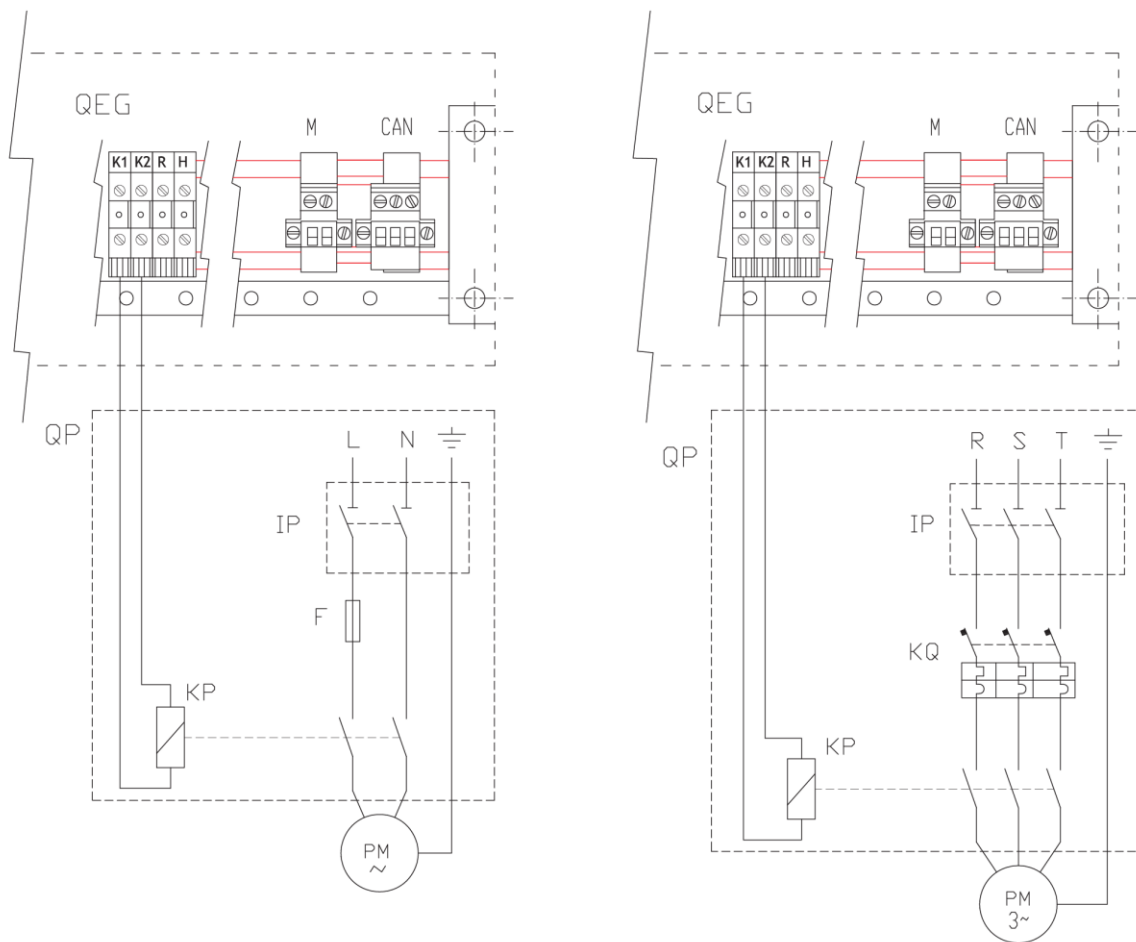 QEG
M CAN
K1 K2 R H
QP
L N
IP
F
KP
PM
~
QEG
M CAN
K1 K2 R H
QP
R S T
IP
KQ
KP
PM
3~